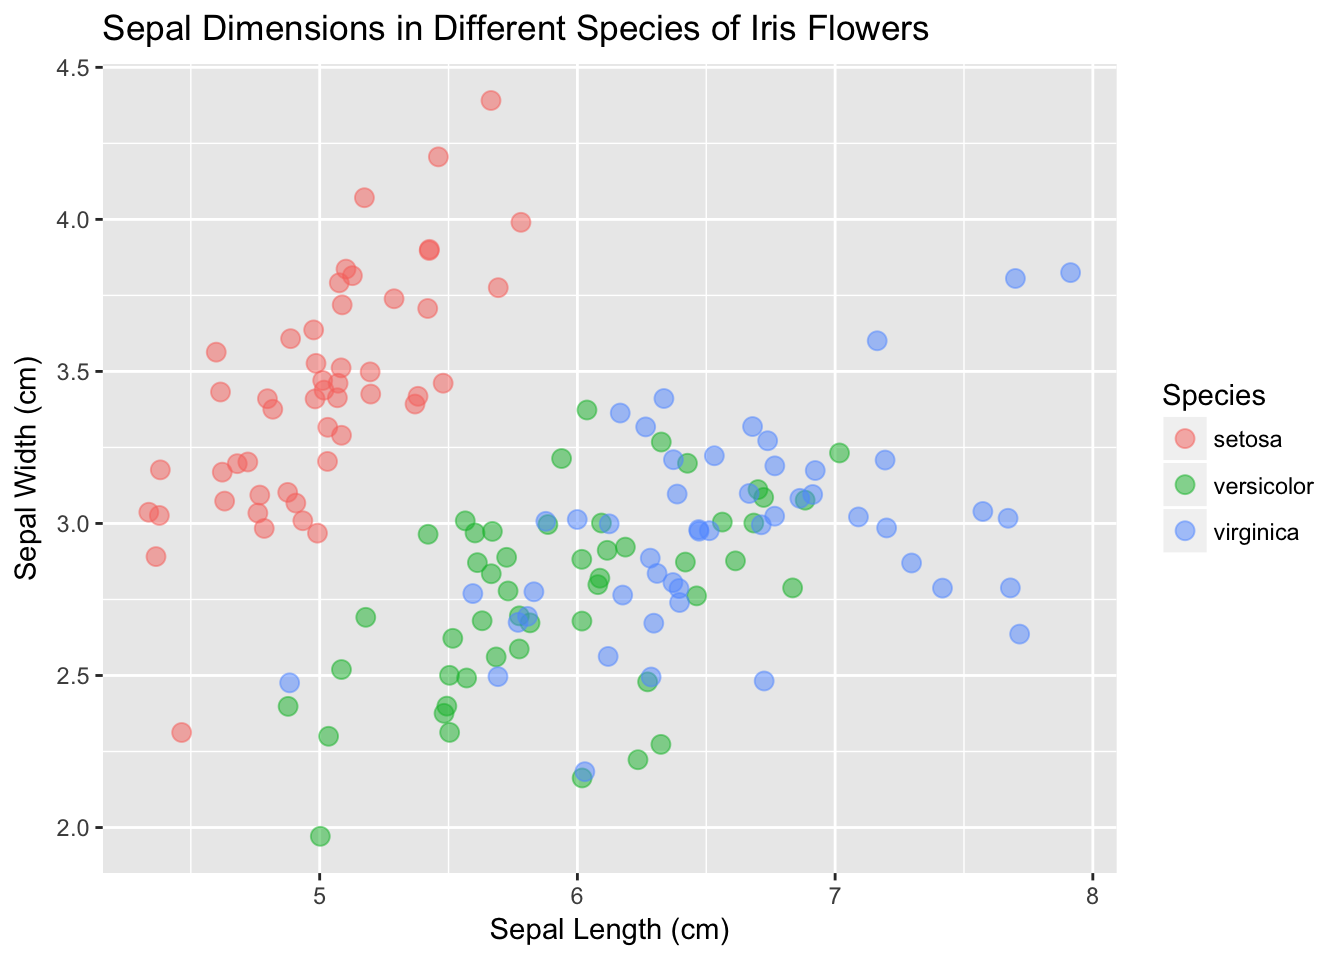 Sepal Dimensions in Different Species of Iris Flowers
4.5
4.0
3.5
3.0
2.5
2.0
Sepal Width (cm)
5 6 7 8
Sepal Length (cm)
Species
setosa
versicolor
virginica